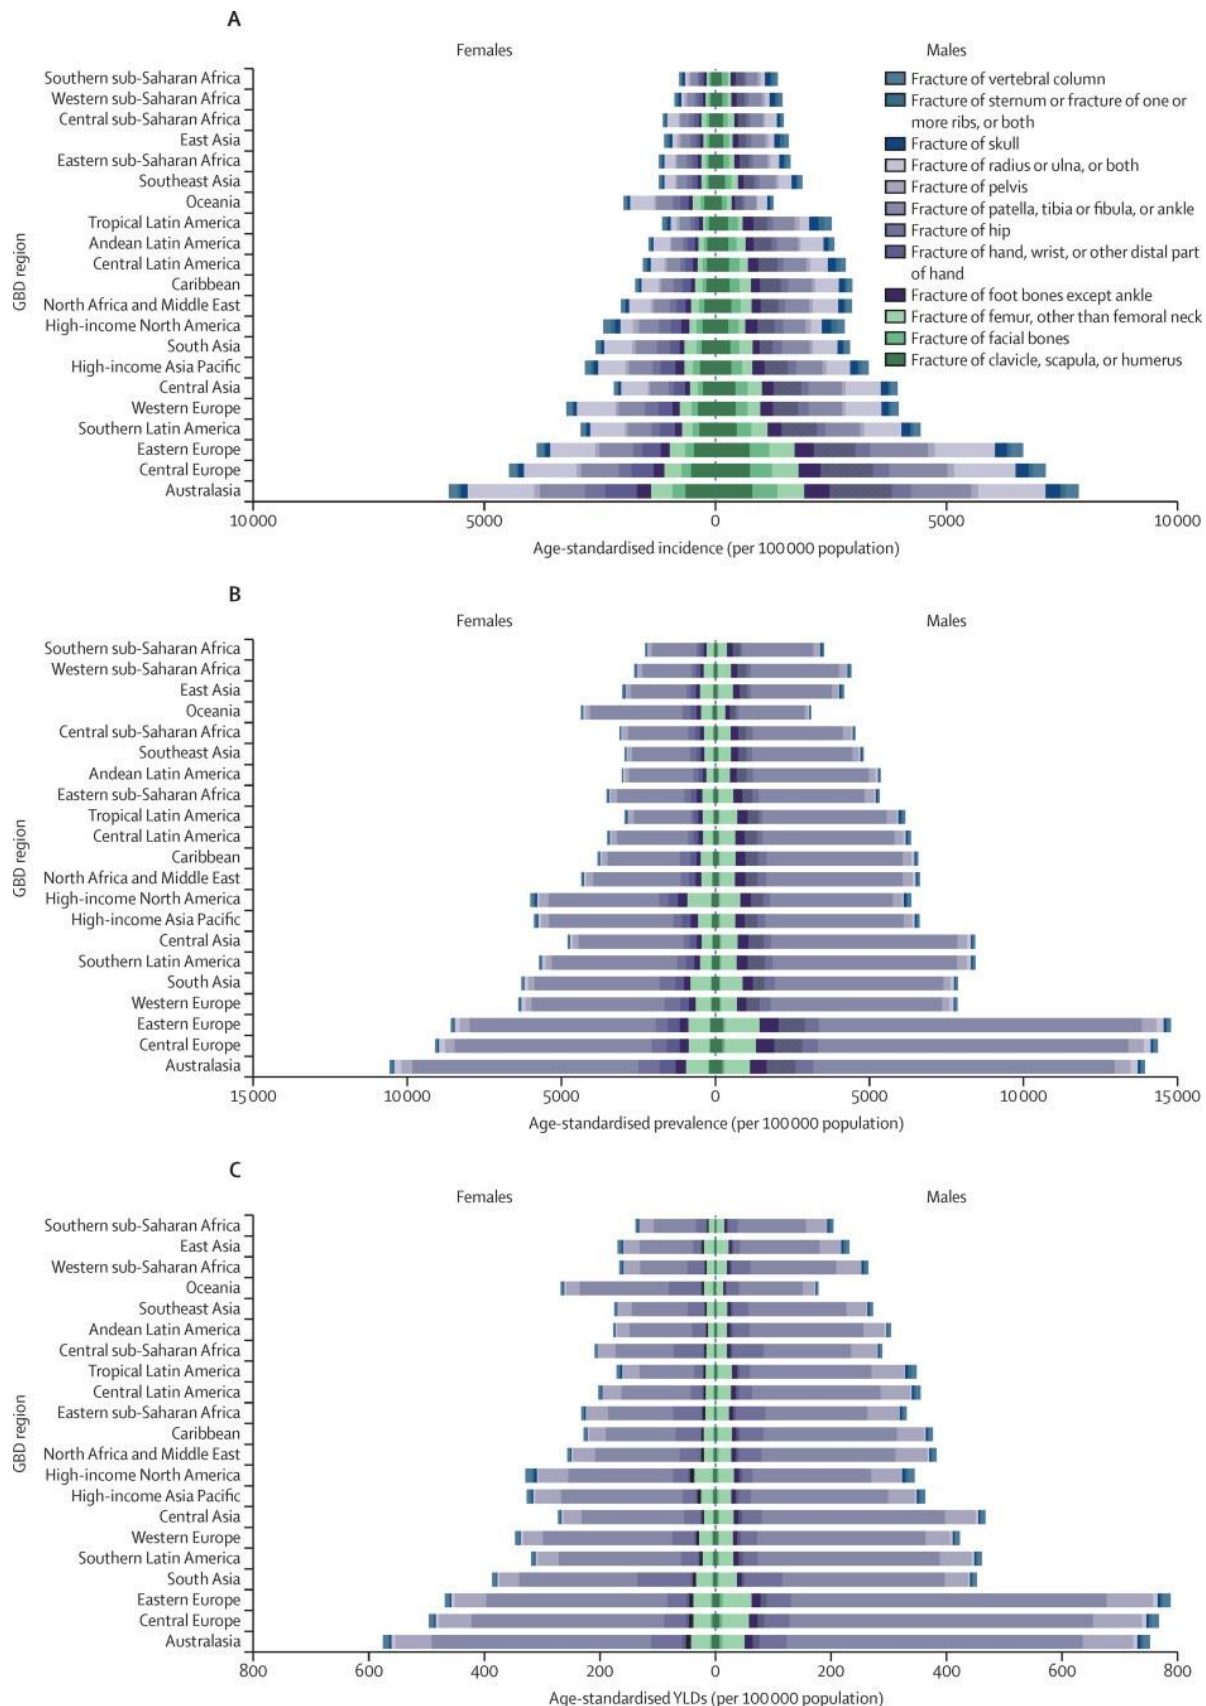 A
Females
Males
Southern sub-Saharan Africa
Western sub-Saharan Africa
Central sub-Saharan Africa
East Asia
Eastern sub-Saharan Africa
Southeast Asia
Oceania
Tropical Latin America
Andean Latin America
Central Latin America
Caribbean
North Africa and Middle East
High-income North America
South Asia
High-income Asia Pacific
Central Asia
Western Europe
Southern Latin America
Eastern Europe
Central Europe
Australasia
GBD region
Fracture of vertebral column
Fracture of sternum or fracture of one or
more ribs, or both
Fracture of skull
Fracture of radius or ulna, or both
Fracture of pelvis
Fracture of patella, tibia or fibula, or ankle
Fracture of hip
Fracture of hand, wrist, or other distal part
of hand
Fracture of foot bones except ankle
Fracture of femur, other than femoral neck
Fracture of facial bones
Fracture of clavicle, scapula, or humerus
10000 5000 0 5000 10000
Age-standardised incidence (per 100 000 population)
B
Females
Males
Southern sub-Saharan Africa
Western sub-Saharan Africa
East Asia
Oceania
Central sub-Saharan Africa
Southeast Asia
Andean Latin America
Eastern sub-Saharan Africa
Tropical Latin America
Central Latin America
Caribbean
North Africa and Middle East
High-income North America
High-income Asia Pacific
Central Asia
Southern Latin America
South Asia
Western Europe
Eastern Europe
Central Europe
Australasia
GBD region
15000 10000 5000 0 5000 10000 15000
Age-standardised prevalence (per 100 000 population)
C
Females
Males
Southern sub-Saharan Africa
East Asia
Western sub-Saharan Africa
Oceania
Southeast Asia
Andean Latin America
Central sub-Saharan Africa
Tropical Latin America
Central Latin America
Eastern sub-Saharan Africa
Caribbean
North Africa and Middle East
High-income North America
High-income Asia Pacific
Central Asia
Western Europe
Southern Latin America
South Asia
Eastern Europe
Central Europe
Australasia
GBD region
800 600 400 200 0 200 400 600 800
Age-standardised YLDs (per 100 000 population)